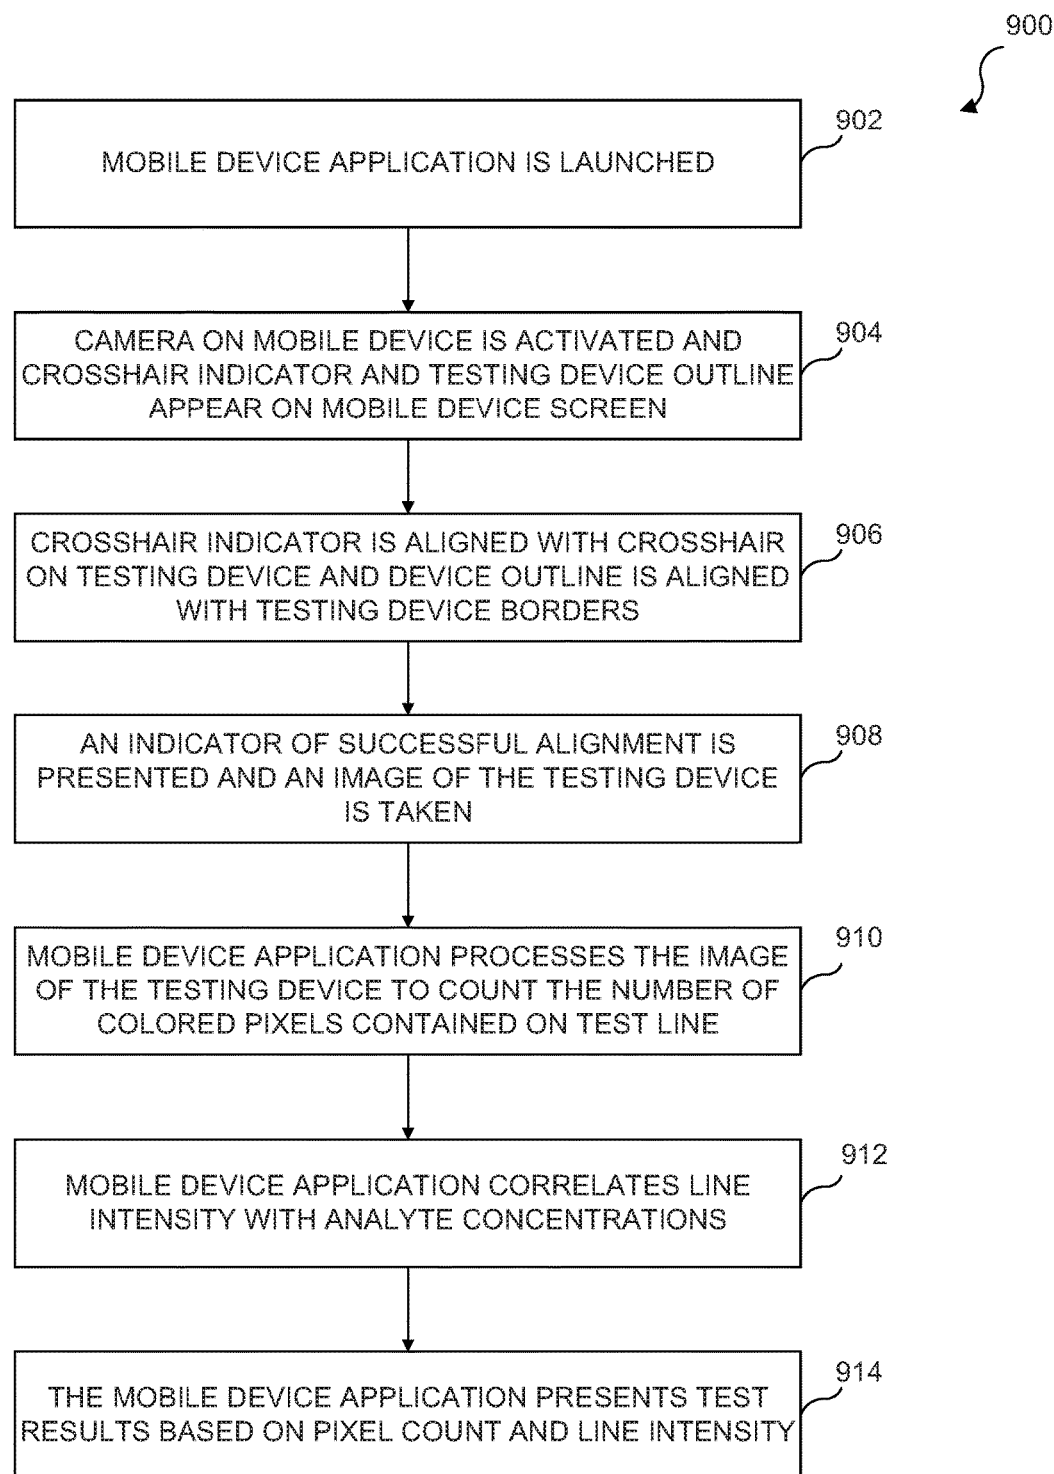 900
902
MOBILE DEVICE APPLICATION IS LAUNCHED
904
CAMERA ON MOBILE DEVICE IS ACTIVATED AND
CROSSHAIR INDICATOR AND TESTING DEVICE OUTLINE
APPEAR ON MOBILE DEVICE SCREEN
906
CROSSHAIR INDICATOR IS ALIGNED WITH CROSSHAIR
ON TESTING DEVICE AND DEVICE OUTLINE IS ALIGNED
WITH TESTING DEVICE BORDERS
908
AN INDICATOR OF SUCCESSFUL ALIGNMENT IS
PRESENTED AND AN IMAGE OF THE TESTING DEVICE
IS TAKEN
910
MOBILE DEVICE APPLICATION PROCESSES THE IMAGE
OF THE TESTING DEVICE TO COUNT THE NUMBER OF
COLORED PIXELS CONTAINED ON TEST LINE
912
MOBILE DEVICE APPLICATION CORRELATES LINE
INTENSITY WITH ANALYTE CONCENTRATIONS
914
THE MOBILE DEVICE APPLICATION PRESENTS TEST
RESULTS BASED ON PIXEL COUNT AND LINE INTENSITY